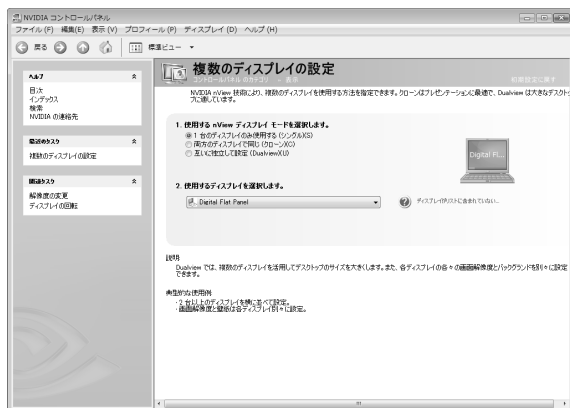 NVIDIA コントロールパネル
ファイル(F) 編集(E) 表示(V) プロファイル(P) ディスプレイ(D) ヘルプ(H)
戻る 標準ビュー
ヘルプ
目次
インデックス
検索
NVIDIA の連絡先
最近のタスク
複数のディスプレイの設定
関連タスク
解像度の変更
ディスプレイの回転
複数のディスプレイの設定
コントロールパネル のカテゴリ - 表示
初期設定に戻す
NVIDIA nView 技術により、複数のディスプレイを使用する方法を指定できます。クローンはプレゼンテーションに最適で、Dualview は大きなデスクトッ
プに適しています。
1. 使用する nView ディスプレイ モードを選択します。
1 台のディスプレイのみ使用する (シングル)(S)
両方のディスプレイで同じ (クローン)(C)
互いに独立して設定 (Dualview)(U)
Digital Fl...
2. 使用するディスプレイを選択します。
Digital Flat Panel
ディスプレイがリストに含まれていない...
説明
Dualview では、複数のディスプレイを活用してデスクトップのサイズを大きくします。また、各ディスプレイの各々の画面解像度とバックグランドを別々に設定
できます。
典型的な使用例
・2 台以上のディスプレイを横に並べて設定。
・画面解像度と壁紙は各ディスプレイ別々に設定。